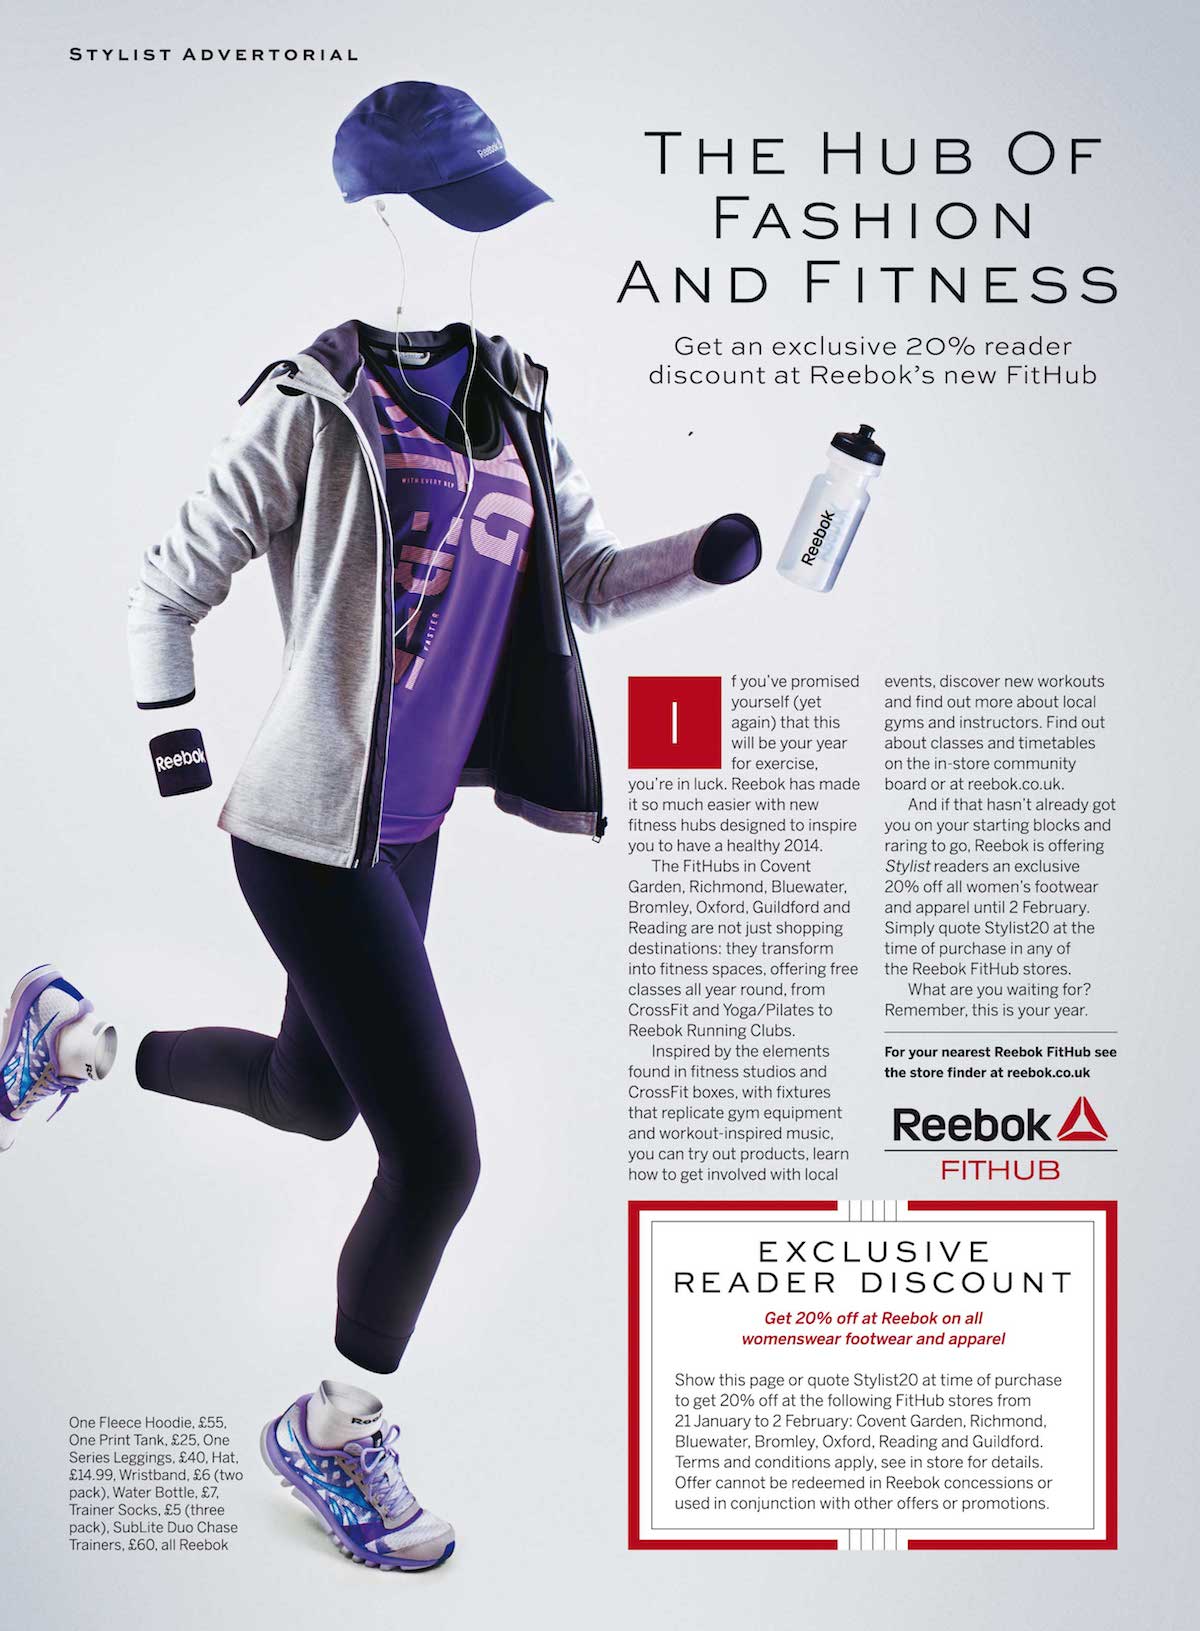 STYLIST ADVERTORIAL
THE HUB OF
FASHION
AND FITNESS
Get an exclusive 20% reader
discount at Reebok's new FitHub
Reebok
WITH EVERY REP
FASTER
Reebok
Reebok
If you've promised
yourself (yet
again) that this
will be your year
for exercise,
you're in luck. Reebok has made
it so much easier with new
fitness hubs designed to inspire
you to have a healthy 2014.
The FitHubs in Covent
Garden, Richmond, Bluewater,
Bromley, Oxford, Guildford and
Reading are not just shopping
destinations: they transform
into fitness spaces, offering free
classes all year round, from
CrossFit and Yoga/Pilates to
Reebok Running Clubs.
Inspired by the elements
found in fitness studios and
CrossFit boxes, with fixtures
that replicate gym equipment
and workout-inspired music,
you can try out products, learn
how to get involved with local
events, discover new workouts
and find out more about local
gyms and instructors. Find out
about classes and timetables
on the in-store community
board or at reebok.co.uk.
And if that hasn't already got
you on your starting blocks and
raring to go, Reebok is offering
Stylist readers an exclusive
20% off all women's footwear
and apparel until 2 February.
Simply quote Stylist20 at the
time of purchase in any of
the Reebok FitHub stores.
What are you waiting for?
Remember, this is your year.
For your nearest Reebok FitHub see
the store finder at reebok.co.uk
Reebok
FITHUB
EXCLUSIVE
READER DISCOUNT
Get 20% off at Reebok on all
womenswear footwear and apparel
Show this page or quote Stylist20 at time of purchase
to get 20% off at the following FitHub stores from
21 January to 2 February: Covent Garden, Richmond,
Bluewater, Bromley, Oxford, Reading and Guildford.
Terms and conditions apply, see in store for details.
Offer cannot be redeemed in Reebok concessions or
used in conjunction with other offers or promotions.
One Fleece Hoodie, £55,
One Print Tank, £25, One
Series Leggings, £40, Hat,
£14.99, Wristband, £6 (two
pack), Water Bottle, £7,
Trainer Socks, £5 (three
pack), SubLite Duo Chase
Trainers, £60, all Reebok